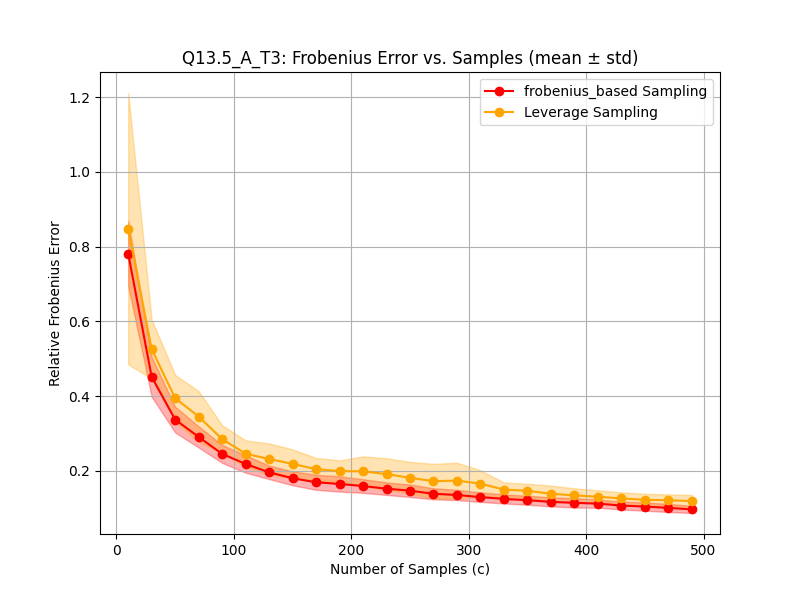 Q13.5_A_T3: Frobenius Error vs. Samples (mean ± std)
frobenius_based Sampling
Leverage Sampling
Relative Frobenius Error
1.2
1.0
0.8
0.6
0.4
0.2
0 100 200 300 400 500
Number of Samples (c)